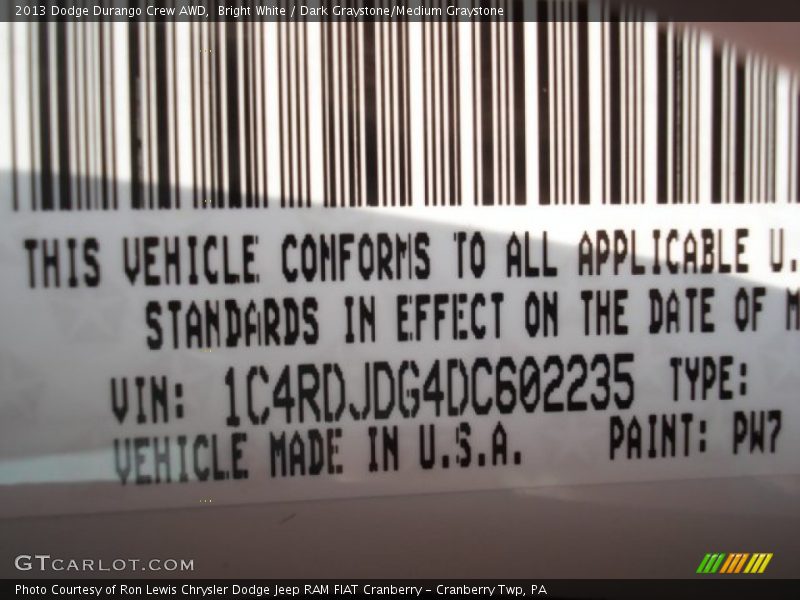 2013 Dodge Durango Crew AWD, Bright White / Dark Graystone/Medium Graystone
THIS VEHICLE CONFORMS TO ALL APPLICABLE U.
STANDARDS IN EFFECT ON THE DATE OF M
VIN: 1C4RDJDG4DC602235 TYPE:
VEHICLE MADE IN U.S.A. PAINT: PW7
GTCARLOT.COM
Photo Courtesy of Ron Lewis Chrysler Dodge Jeep RAM FIAT Cranberry – Cranberry Twp, PA